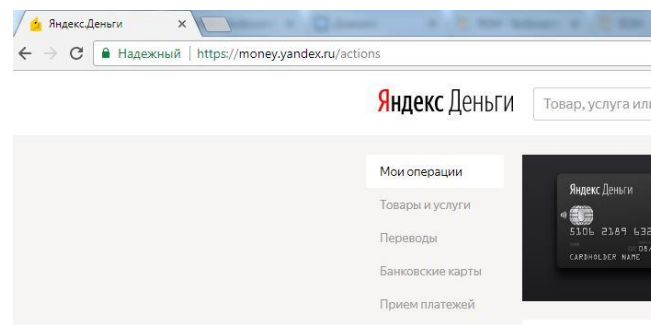 Яндекс.Деньги
Надежный | https://money.yandex.ru/actions
Яндекс Деньги
Товар, услуга или
Мои операции
Товары и услуги
Переводы
Банковские карты
Прием платежей
Яндекс Деньги
5106 2189 632
CARDHOLDER NAME